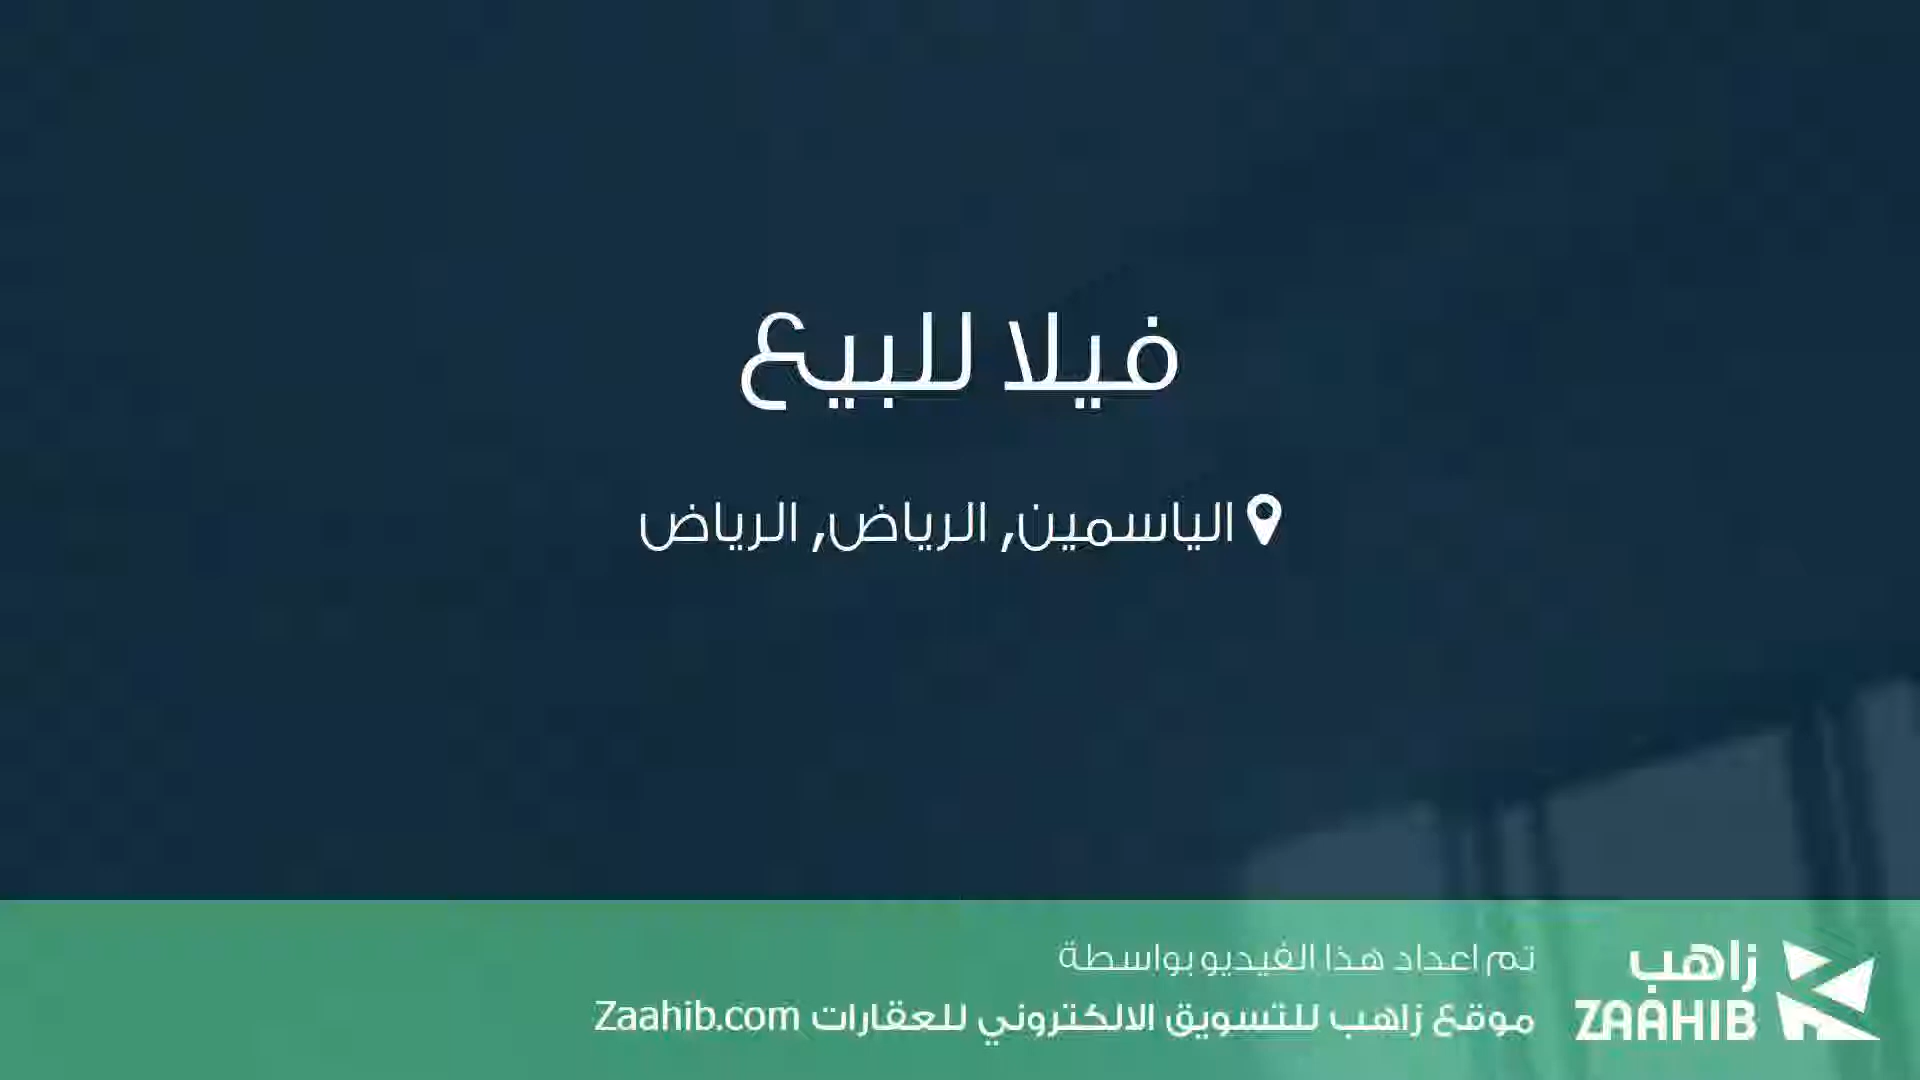 فيلا للبيع
الياسمين, الرياض, الرياض
تم اعداد هذا الفيديو بواسطة
موقع زاهب للتسويق الالكتروني للعقارات Zaahib.com
زاهب
ZAAHIB